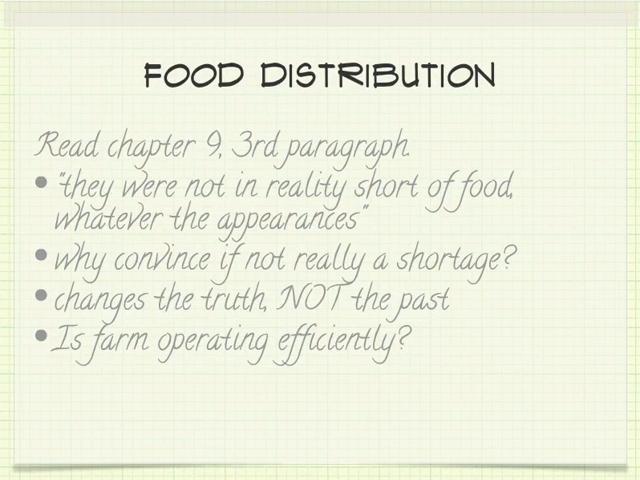 FOOD DISTRIBUTION
Read chapter 9, 3rd paragraph.
• "they were not in reality short of food,
whatever the appearances"
• why convince if not really a shortage?
• changes the truth, NOT the past
• Is farm operating efficiently?